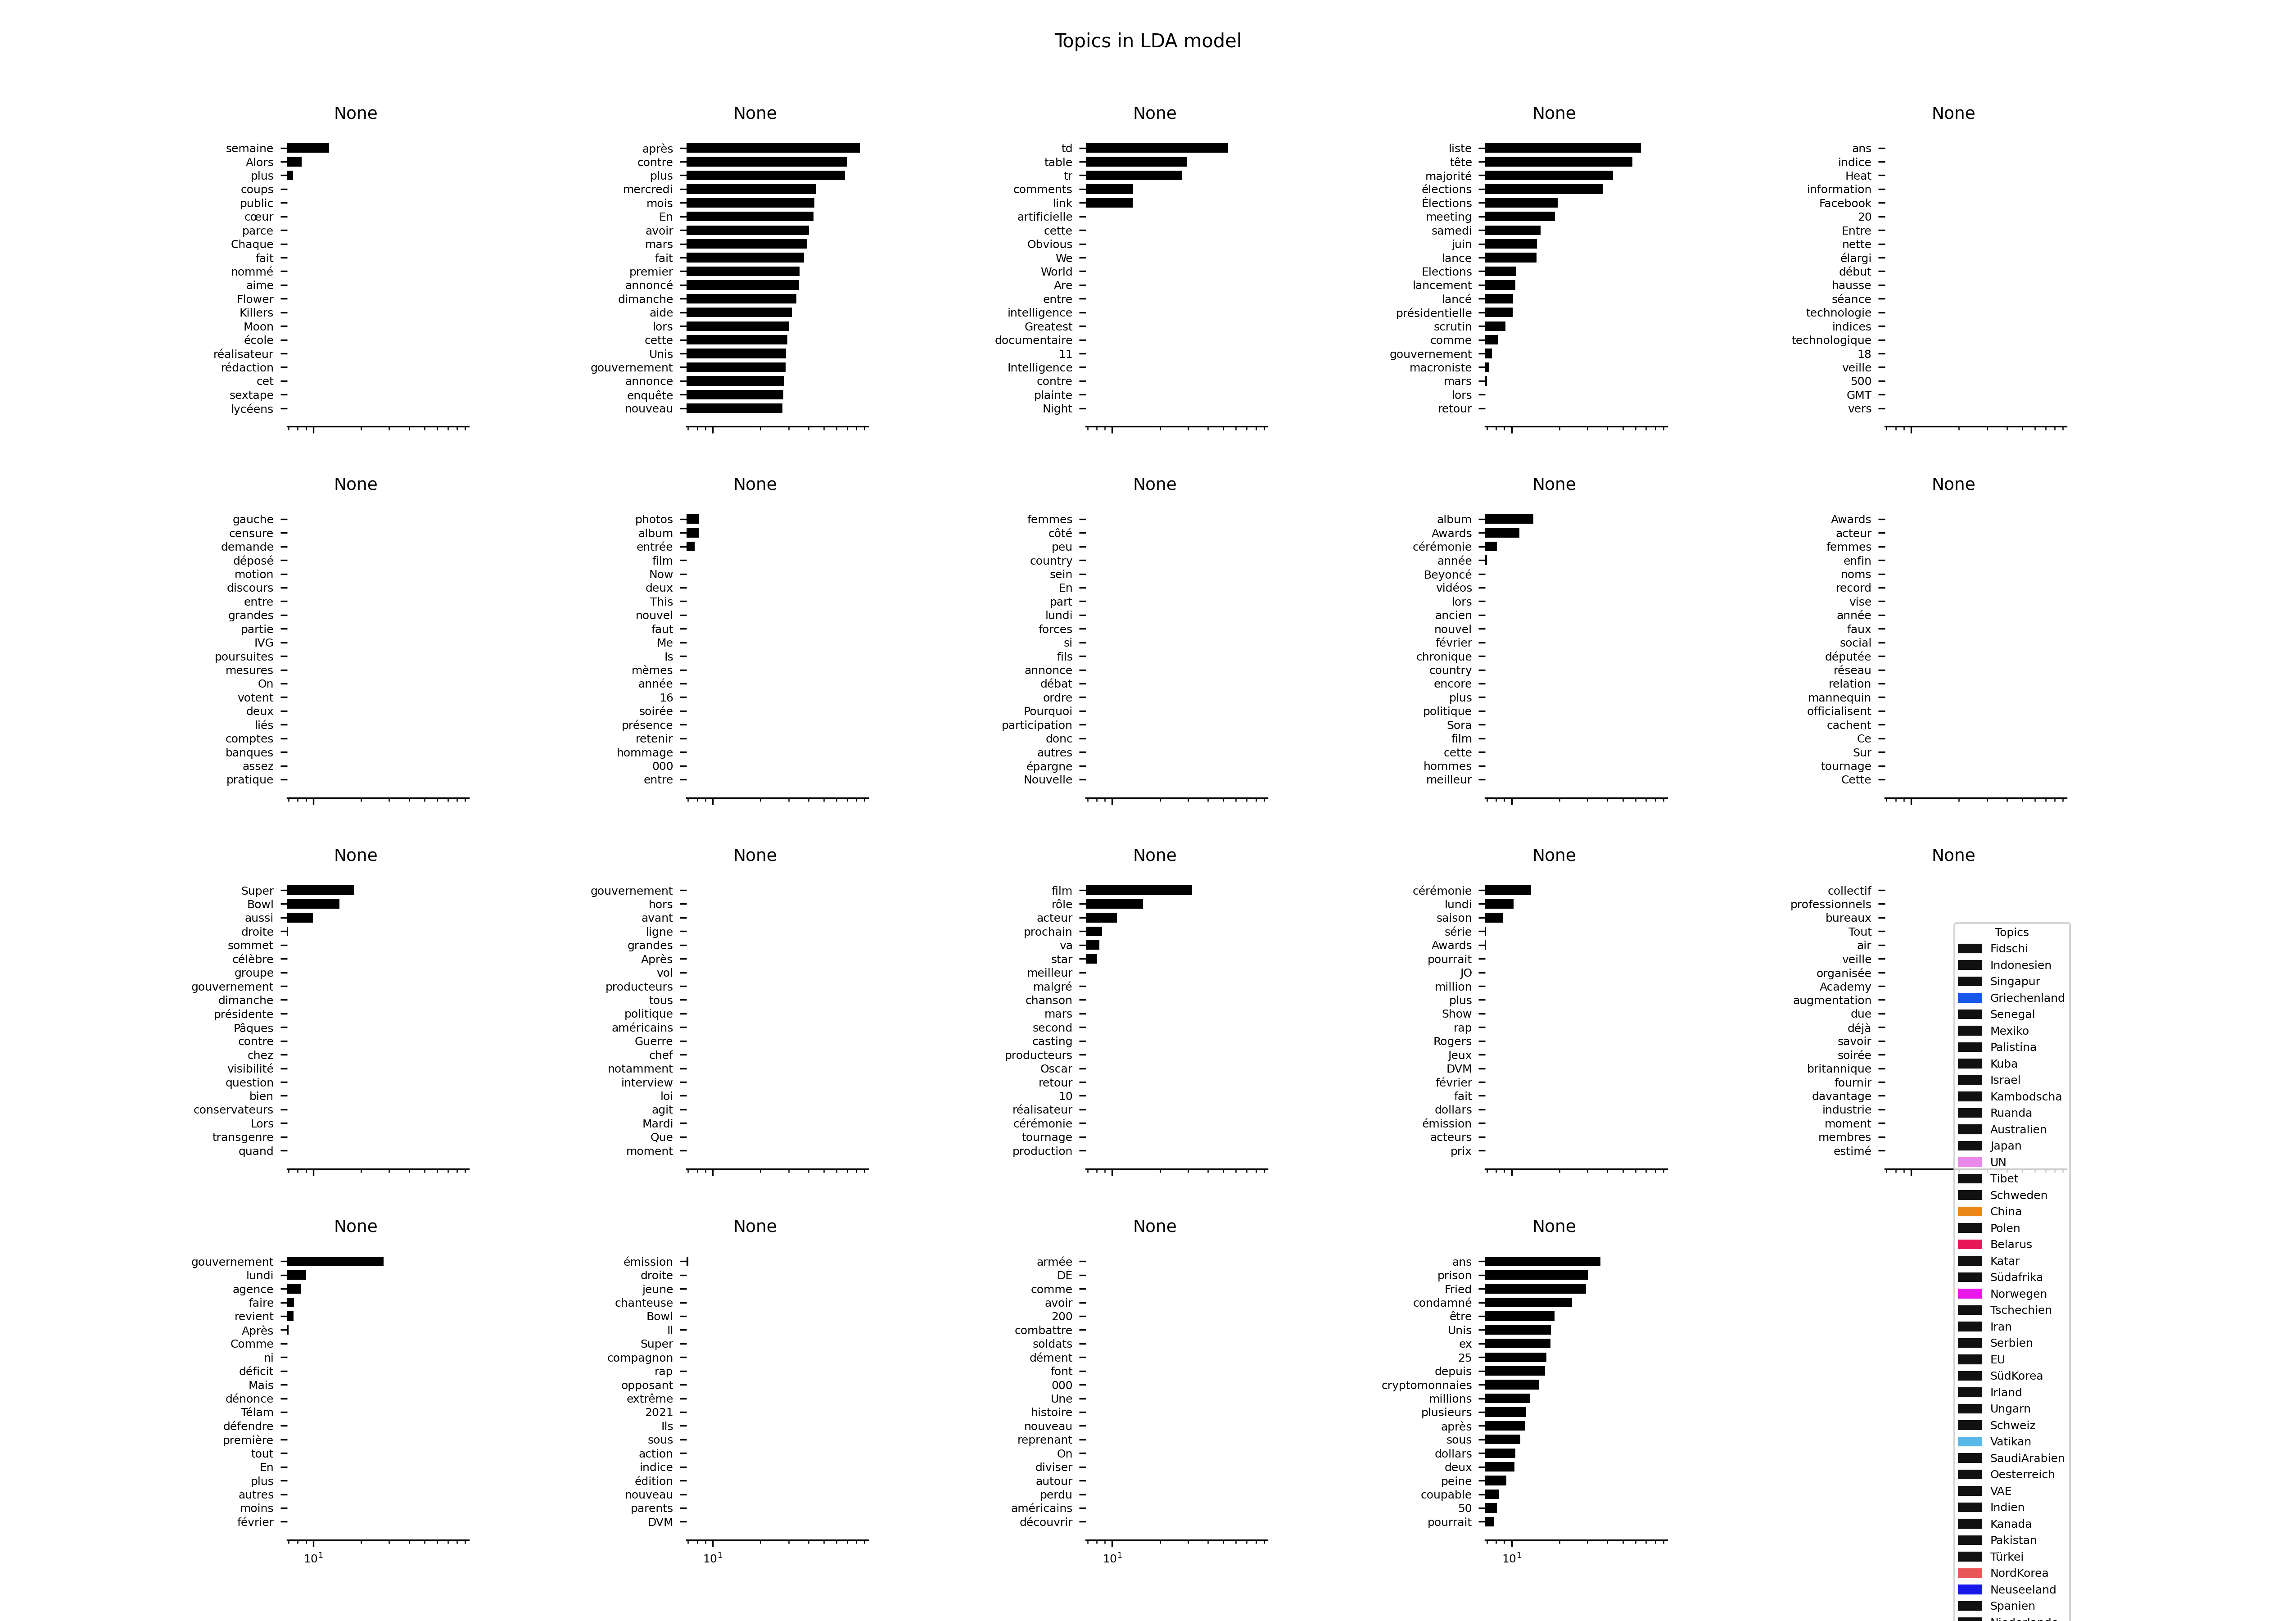 Topics in LDA model
None
semaine
Alors
plus
coups
public
cœur
parce
Chaque
fait
nommé
aime
Flower
Killers
Moon
école
réalisateur
rédaction
cet
sextape
lycéens
None
après
contre
plus
mercredi
mois
En
avoir
mars
fait
premier
annoncé
dimanche
aide
lors
cette
Unis
gouvernement
annonce
enquête
nouveau
None
td
table
tr
comments
link
artificielle
cette
Obvious
We
World
Are
entre
intelligence
Greatest
documentaire
11
Intelligence
contre
plainte
Night
None
liste
tête
majorité
élections
Élections
meeting
samedi
juin
lance
Elections
lancement
lancé
présidentielle
scrutin
comme
gouvernement
macroniste
mars
lors
retour
None
ans
indice
Heat
information
Facebook
20
Entre
nette
élargi
début
hausse
séance
technologie
indices
technologique
18
veille
500
GMT
vers
None
gauche
censure
demande
déposé
motion
discours
entre
grandes
partie
IVG
poursuites
mesures
On
votent
deux
liés
comptes
banques
assez
pratique
None
photos
album
entrée
film
Now
deux
This
nouvel
faut
Me
Is
mèmes
année
16
soirée
présence
retenir
hommage
000
entre
None
femmes
côté
peu
country
sein
En
part
lundi
forces
si
fils
annonce
débat
ordre
Pourquoi
participation
donc
autres
épargne
Nouvelle
None
album
Awards
cérémonie
année
Beyoncé
vidéos
lors
ancien
nouvel
février
chronique
country
encore
plus
politique
Sora
film
cette
hommes
meilleur
None
Awards
acteur
femmes
enfin
noms
record
vise
année
faux
social
députée
réseau
relation
mannequin
officialisent
cachent
Ce
Sur
tournage
Cette
None
Super
Bowl
aussi
droite
sommet
célèbre
groupe
gouvernement
dimanche
présidente
Pâques
contre
chez
visibilité
question
bien
conservateurs
Lors
transgenre
quand
None
gouvernement
hors
avant
ligne
grandes
Après
vol
producteurs
tous
politique
américains
Guerre
chef
notamment
interview
loi
agit
Mardi
Que
moment
None
film
rôle
acteur
prochain
va
star
meilleur
malgré
chanson
mars
second
casting
producteurs
Oscar
retour
10
réalisateur
cérémonie
tournage
production
None
cérémonie
lundi
saison
série
Awards
pourrait
JO
million
plus
Show
rap
Rogers
Jeux
DVM
février
fait
dollars
émission
acteurs
prix
None
collectif
professionnels
bureaux
Tout
air
veille
organisée
Academy
augmentation
due
déjà
savoir
soirée
britannique
fournir
davantage
industrie
moment
membres
estimé
None
gouvernement
lundi
agence
faire
revient
Après
Comme
ni
déficit
Mais
dénonce
Télam
défendre
première
tout
En
plus
autres
moins
février
10¹
None
émission
droite
jeune
chanteuse
Bowl
Il
Super
compagnon
rap
opposant
extrême
2021
Ils
sous
action
indice
édition
nouveau
parents
DVM
10¹
None
armée
DE
comme
avoir
200
combattre
soldats
dément
font
000
Une
histoire
nouveau
reprenant
On
diviser
autour
perdu
américains
découvrir
10¹
None
ans
prison
Fried
condamné
être
Unis
ex
25
depuis
cryptomonnaies
millions
plusieurs
après
sous
dollars
deux
peine
coupable
50
pourrait
10¹
Topics
Fidschi
Indonesien
Singapur
Griechenland
Senegal
Mexiko
Palistina
Kuba
Israel
Kambodscha
Ruanda
Australien
Japan
UN
Tibet
Schweden
China
Polen
Belarus
Katar
Südafrika
Norwegen
Tschechien
Iran
Serbien
EU
SüdKorea
Irland
Ungarn
Schweiz
Vatikan
SaudiArabien
Oesterreich
VAE
Indien
Kanada
Pakistan
Türkei
NordKorea
Neuseeland
Spanien